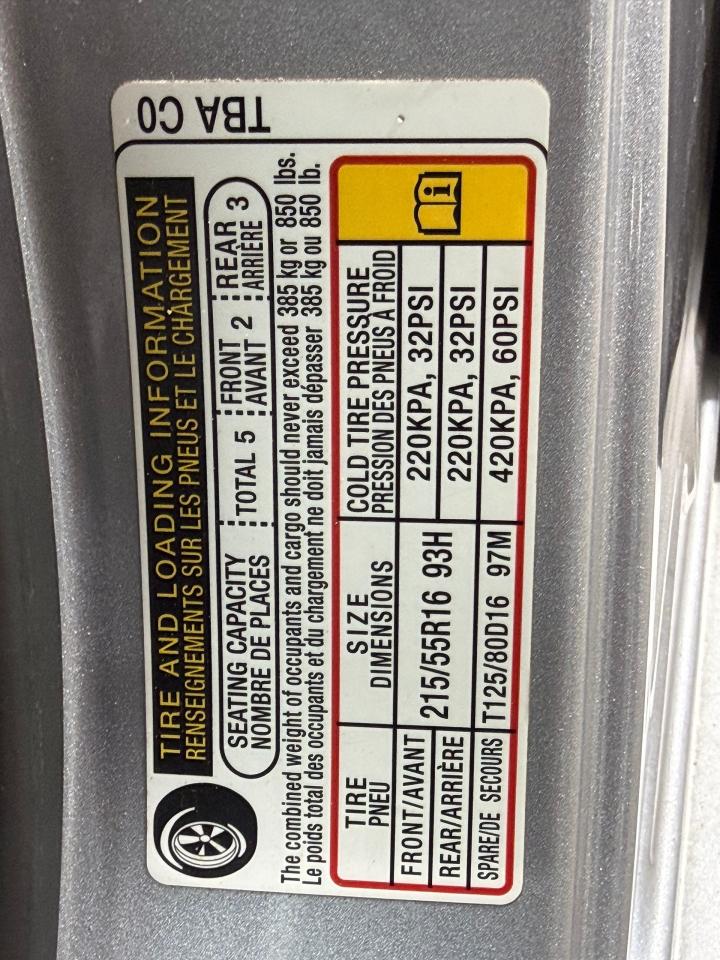 TBA C0
TIRE AND LOADING INFORMATION
RENSEIGNEMENTS SUR LES PNEUS ET LE CHARGEMENT
SEATING CAPACITY TOTAL 5 FRONT 2 REAR 3
NOMBRE DE PLACES AVANT ARRIÈRE
The combined weight of occupants and cargo should never exceed 385 kg or 850 lbs.
Le poids total des occupants et du chargement ne doit jamais dépasser 385 kg ou 850 lb.
TIRE SIZE COLD TIRE PRESSURE
PNEU DIMENSIONS PRESSION DES PNEUS À FROID
FRONT/AVANT 215/55R16 93H 220KPA, 32PSI
REAR/ARRIÈRE 220KPA, 32PSI
SPARE/DE SECOURS T125/80D16 97M 420KPA, 60PSI